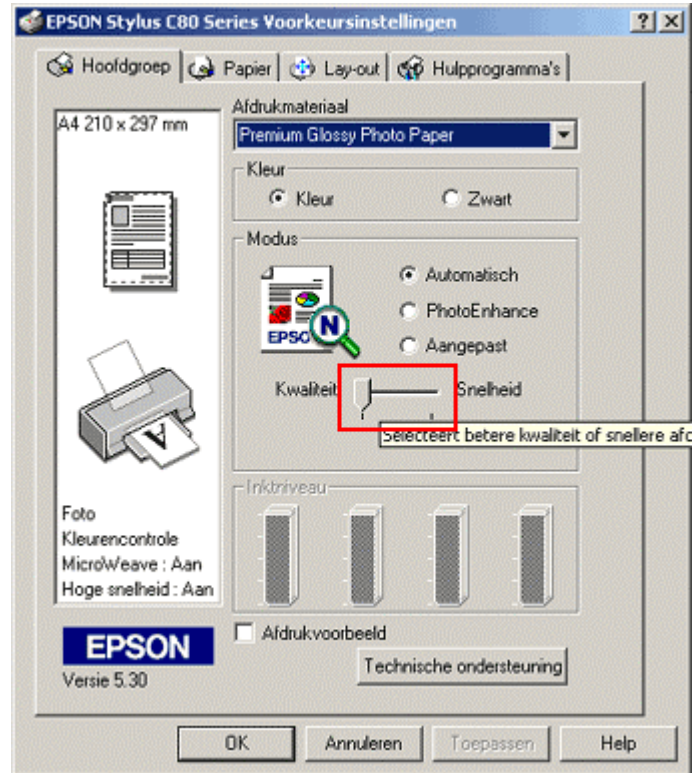 EPSON Stylus C80 Series Voorkeursinstellingen
Hoofdgroep Papier Lay-out Hulpprogramma's
A4 210 x 297 mm
Afdrukmateriaal
Premium Glossy Photo Paper
Kleur
Kleur Zwart
Modus
EPSO N
Automatisch
PhotoEnhance
Aangepast
Kwaliteit Snelheid
Selecteert betere kwaliteit of snellere afd
A
Inktniveau
Foto
Kleurencontrole
MicroWeave : Aan
Hoge snelheid : Aan
EPSON
Versie 5.30
Afdrukvoorbeeld
Technische ondersteuning
OK Annuleren Toepassen Help